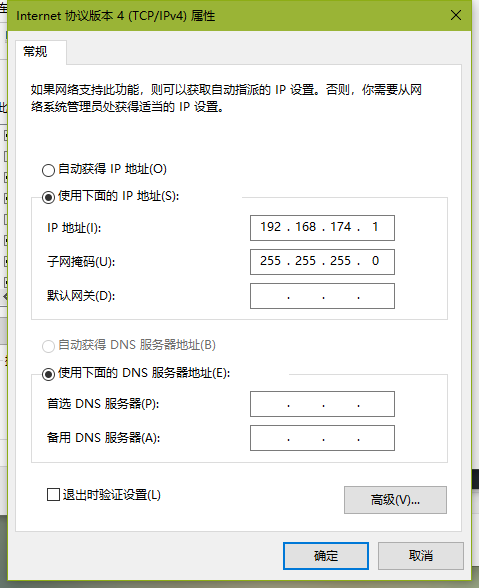 Internet 协议版本 4 (TCP/IPv4) 属性
常规
如果网络支持此功能，则可以获取自动指派的 IP 设置。否则，你需要从网
络系统管理员处获得适当的 IP 设置。
自动获得 IP 地址(O)
使用下面的 IP 地址(S):
IP 地址(I): 192 . 168 . 174 . 1
子网掩码(U): 255 . 255 . 255 . 0
默认网关(D): . . .
自动获得 DNS 服务器地址(B)
使用下面的 DNS 服务器地址(E):
首选 DNS 服务器(P): . . .
备用 DNS 服务器(A): . . .
退出时验证设置(L)
高级(V)...
确定 取消